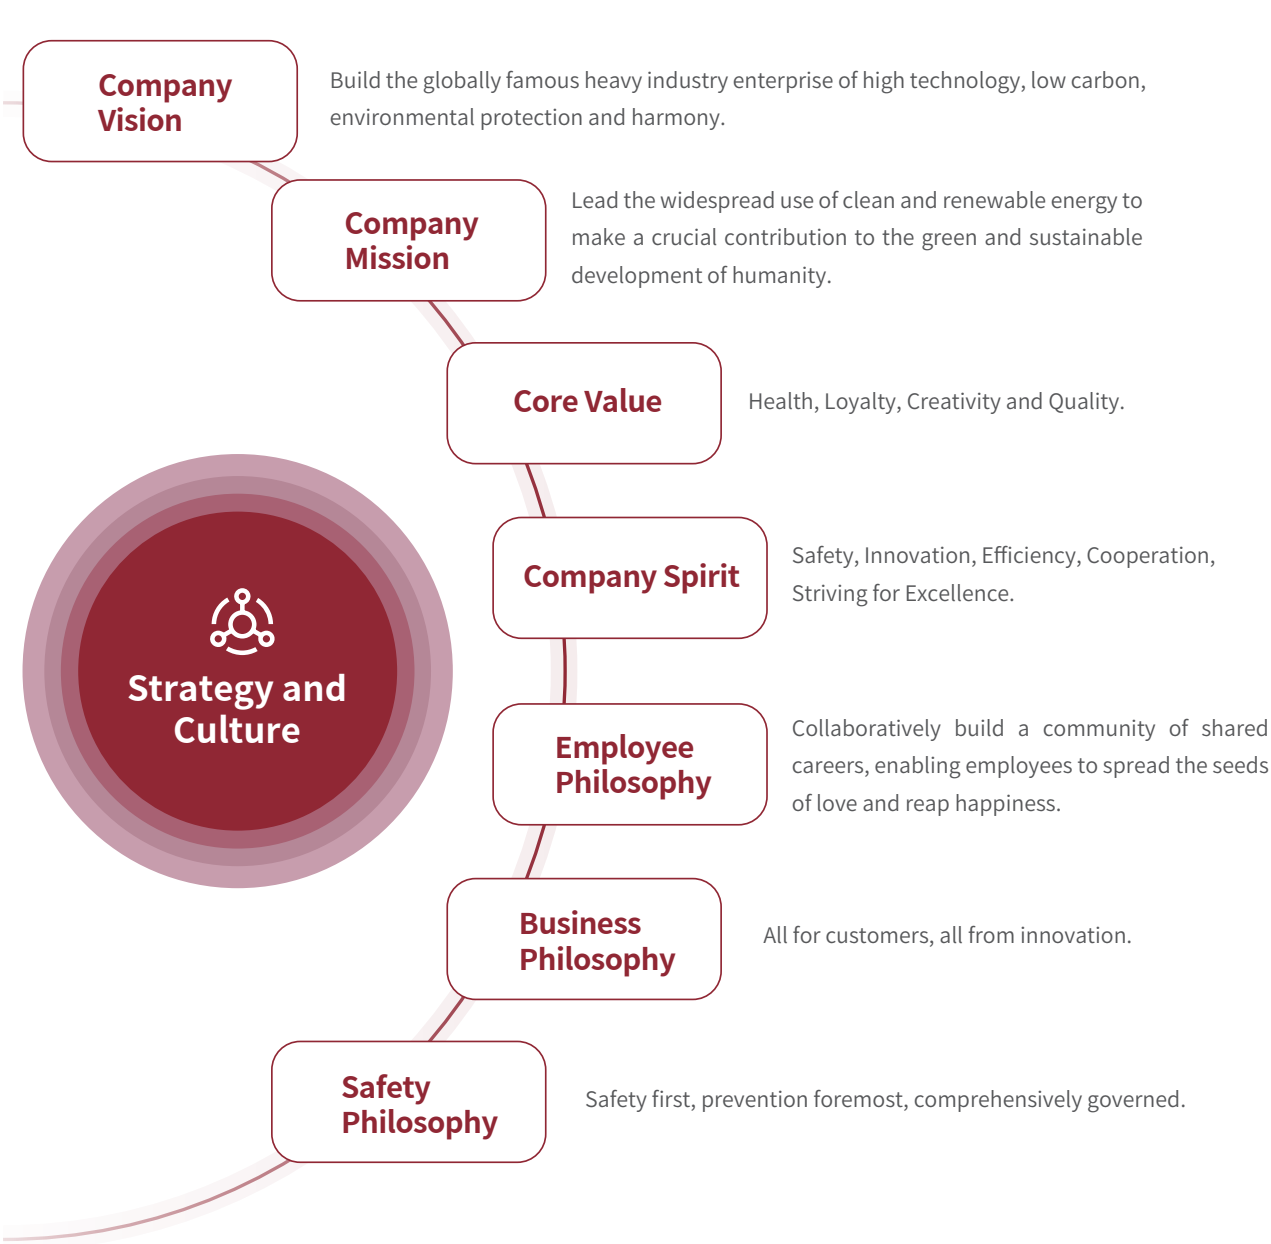 Company
Vision
Build the globally famous heavy industry enterprise of high technology, low carbon,
environmental protection and harmony.
Company
Mission
Lead the widespread use of clean and renewable energy to
make a crucial contribution to the green and sustainable
development of humanity.
Core Value
Health, Loyalty, Creativity and Quality.
Strategy and
Culture
Company Spirit
Safety, Innovation, Efficiency, Cooperation,
Striving for Excellence.
Employee
Philosophy
Collaboratively build a community of shared
careers, enabling employees to spread the seeds
of love and reap happiness.
Business
Philosophy
All for customers, all from innovation.
Safety
Philosophy
Safety first, prevention foremost, comprehensively governed.